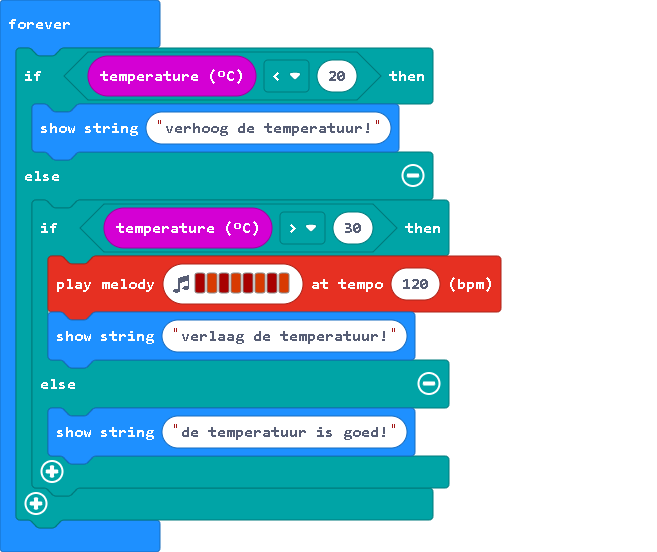 forever
if temperature (ºC) < 20 then
show string "verhoog de temperatuur!"
else
if temperature (ºC) > 30 then
play melody at tempo 120 (bpm)
show string "verlaag de temperatuur!"
else
show string "de temperatuur is goed!"